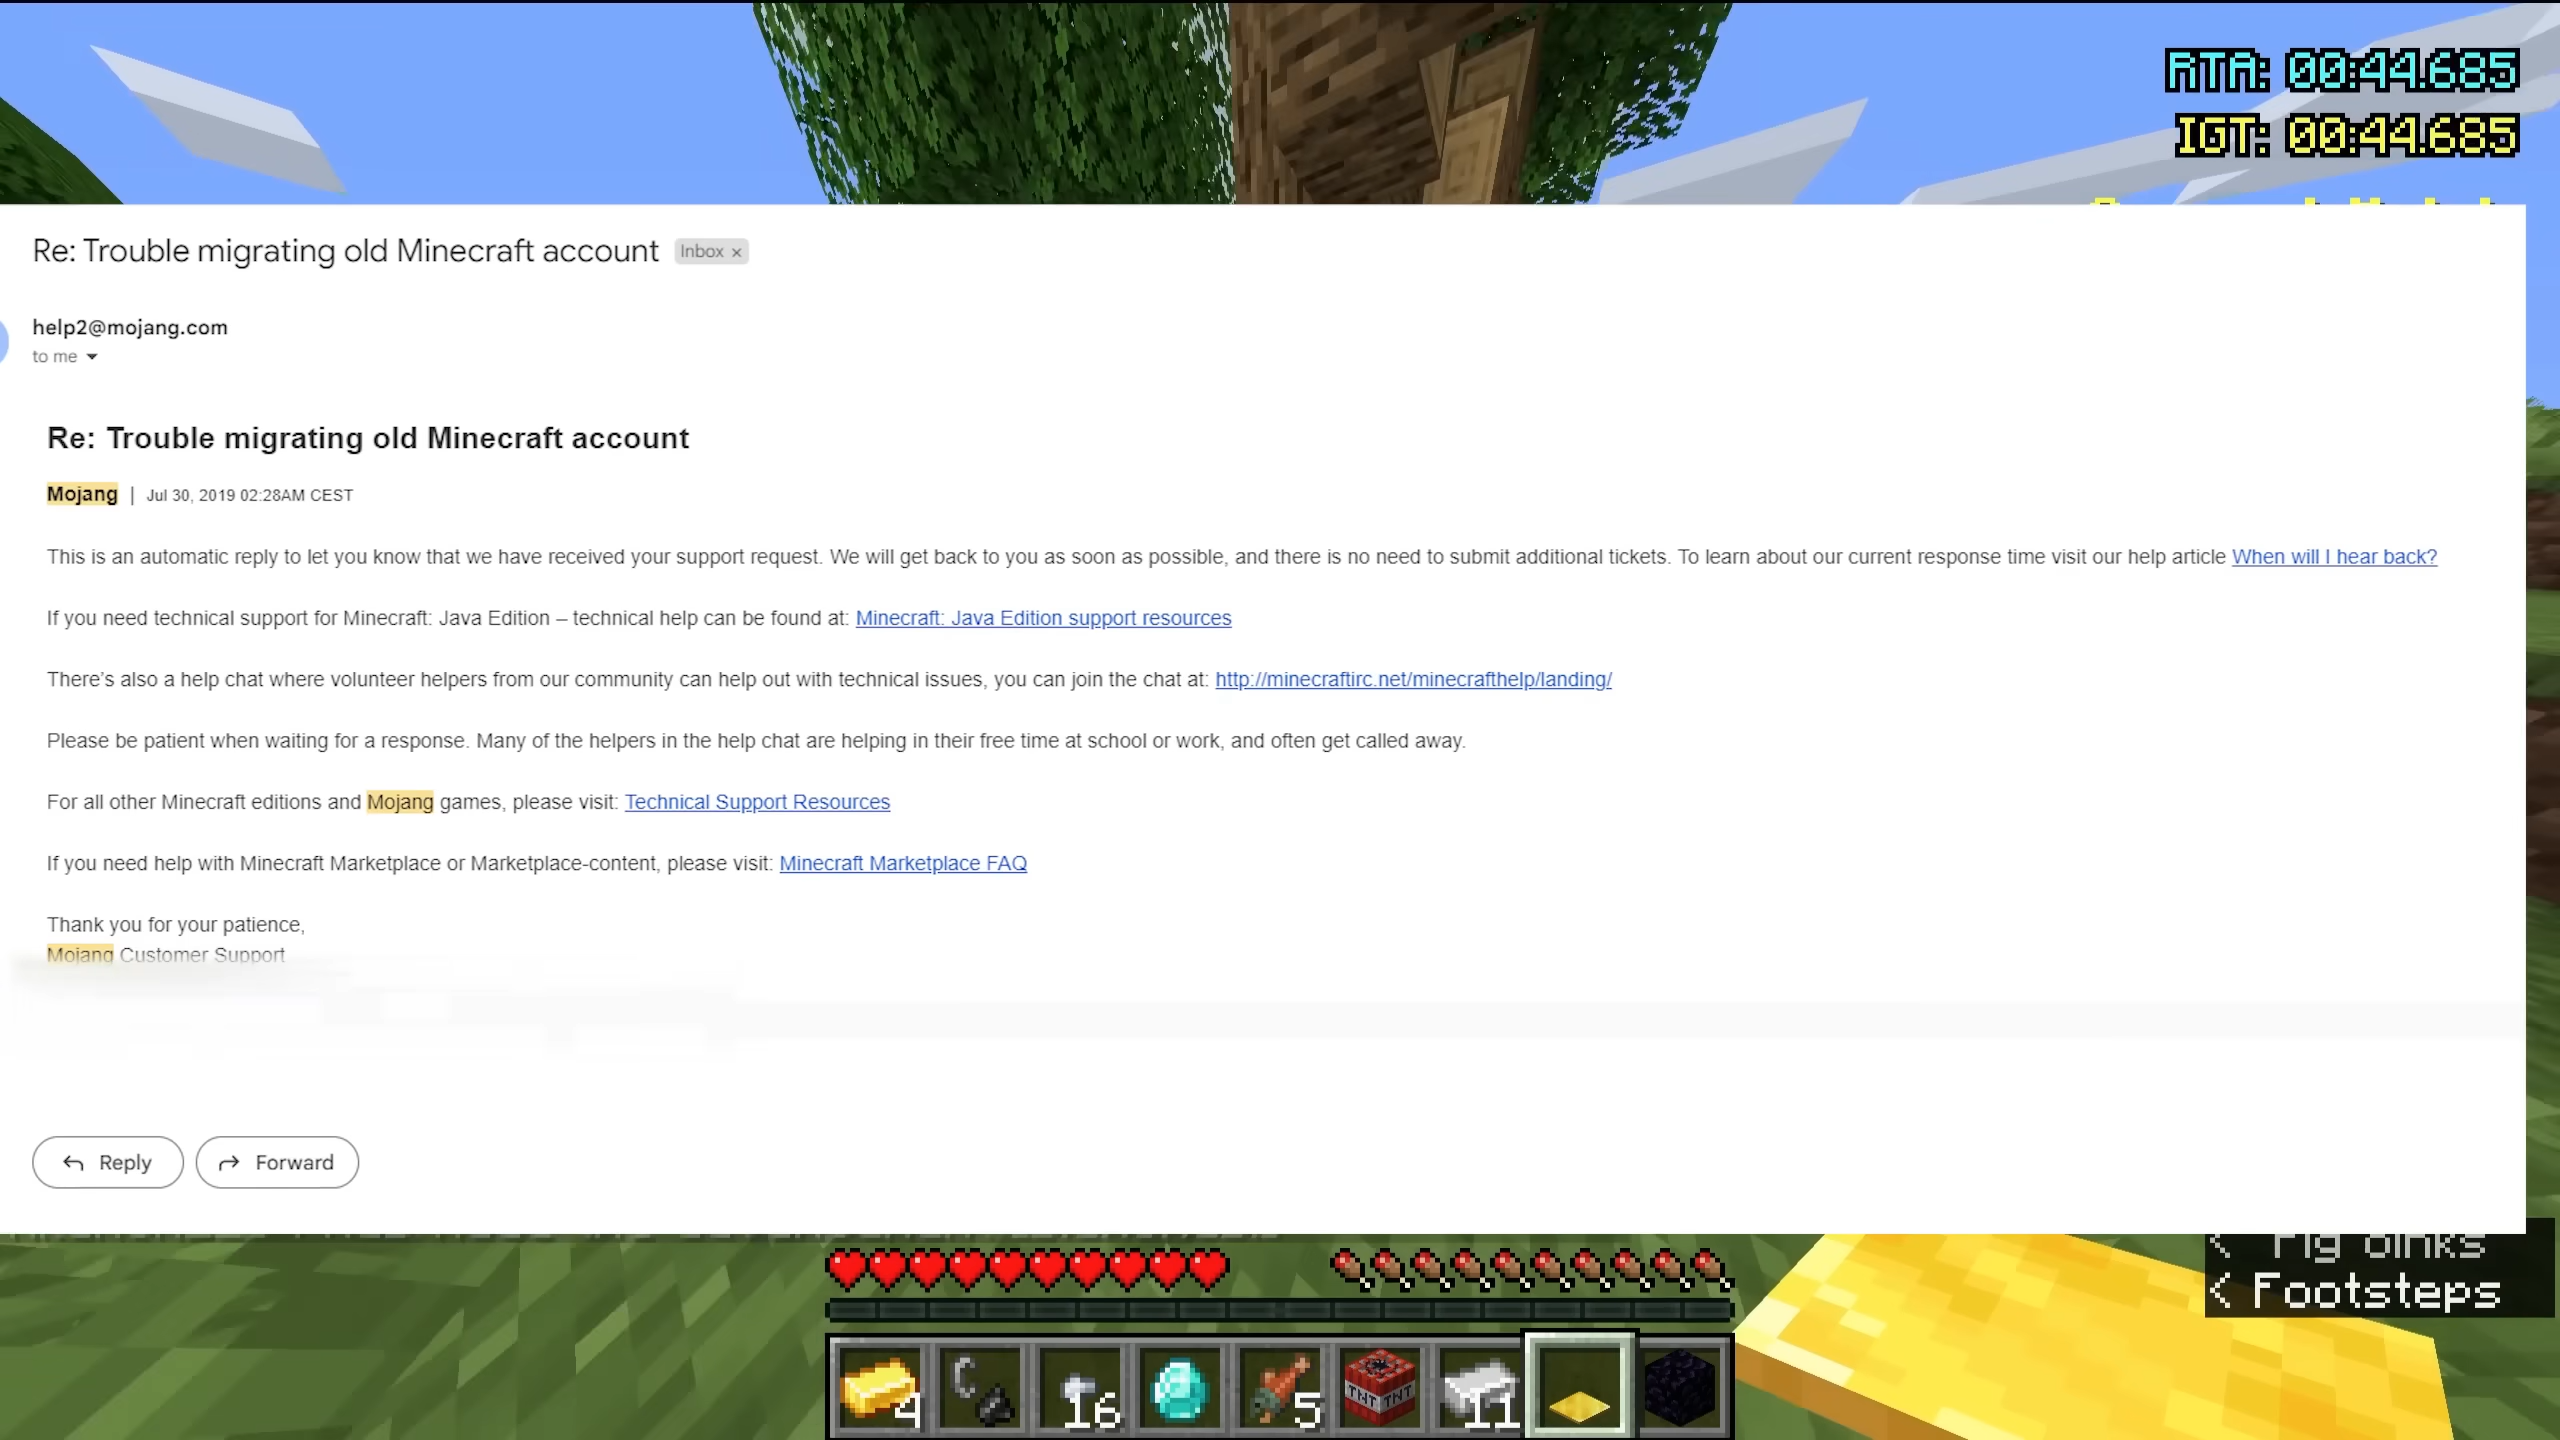 RTA: 00:44.685
IGT: 00:44.685
Re: Trouble migrating old Minecraft account Inbox ×
help2@mojang.com
to me
Re: Trouble migrating old Minecraft account
Mojang | Jul 30, 2019 02:28AM CEST
This is an automatic reply to let you know that we have received your support request. We will get back to you as soon as possible, and there is no need to submit additional tickets. To learn about our current response time visit our help article When will I hear back?
If you need technical support for Minecraft: Java Edition – technical help can be found at: Minecraft: Java Edition support resources
There’s also a help chat where volunteer helpers from our community can help out with technical issues, you can join the chat at: http://minecraftirc.net/minecrafthelp/landing/
Please be patient when waiting for a response. Many of the helpers in the help chat are helping in their free time at school or work, and often get called away.
For all other Minecraft editions and Mojang games, please visit: Technical Support Resources
If you need help with Minecraft Marketplace or Marketplace-content, please visit: Minecraft Marketplace FAQ
Thank you for your patience,
Mojang Customer Support
Reply Forward
< Pig oinks
< Footsteps
TNT TNT
4 16 5 11